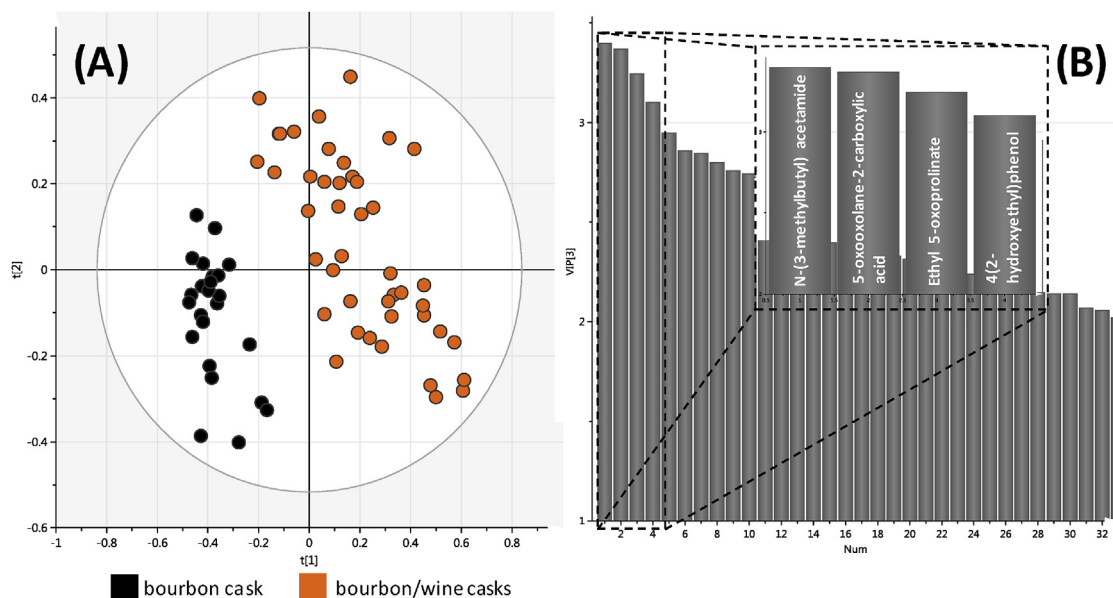 (A)
0.4
0.2
0
-0.2
-0.4
-0.6
t[2]
-1
-0.8
-0.6
-0.4
-0.2
0
0.2
0.4
0.6
0.8
t[1]
bourbon cask
bourbon/wine casks
(B)
3
2
1
VIP[3]
N-(3-methylbutyl) acetamide
5-oxooxolane-2-carboxylic
acid
Ethyl 5-oxoprolinate
4(2-
hydroxyethyl)phenol
2
4
6
8
10
12
14
16
18
20
22
24
26
28
30
32
Num